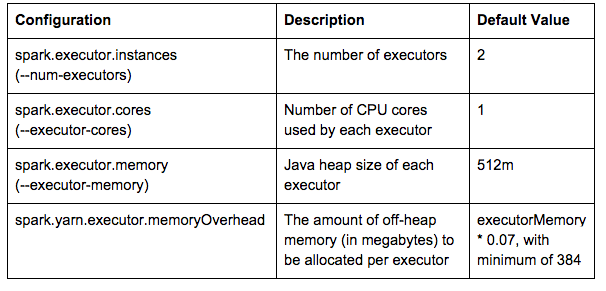 Configuration Description Default Value
spark.executor.instances The number of executors 2
(--num-executors)
spark.executor.cores Number of CPU cores 1
(--executor-cores) used by each executor
spark.executor.memory Java heap size of each 512m
(--executor-memory) executor
spark.yarn.executor.memoryOverhead The amount of off-heap executorMemory
memory (in megabytes) to * 0.07, with
be allocated per executor minimum of 384